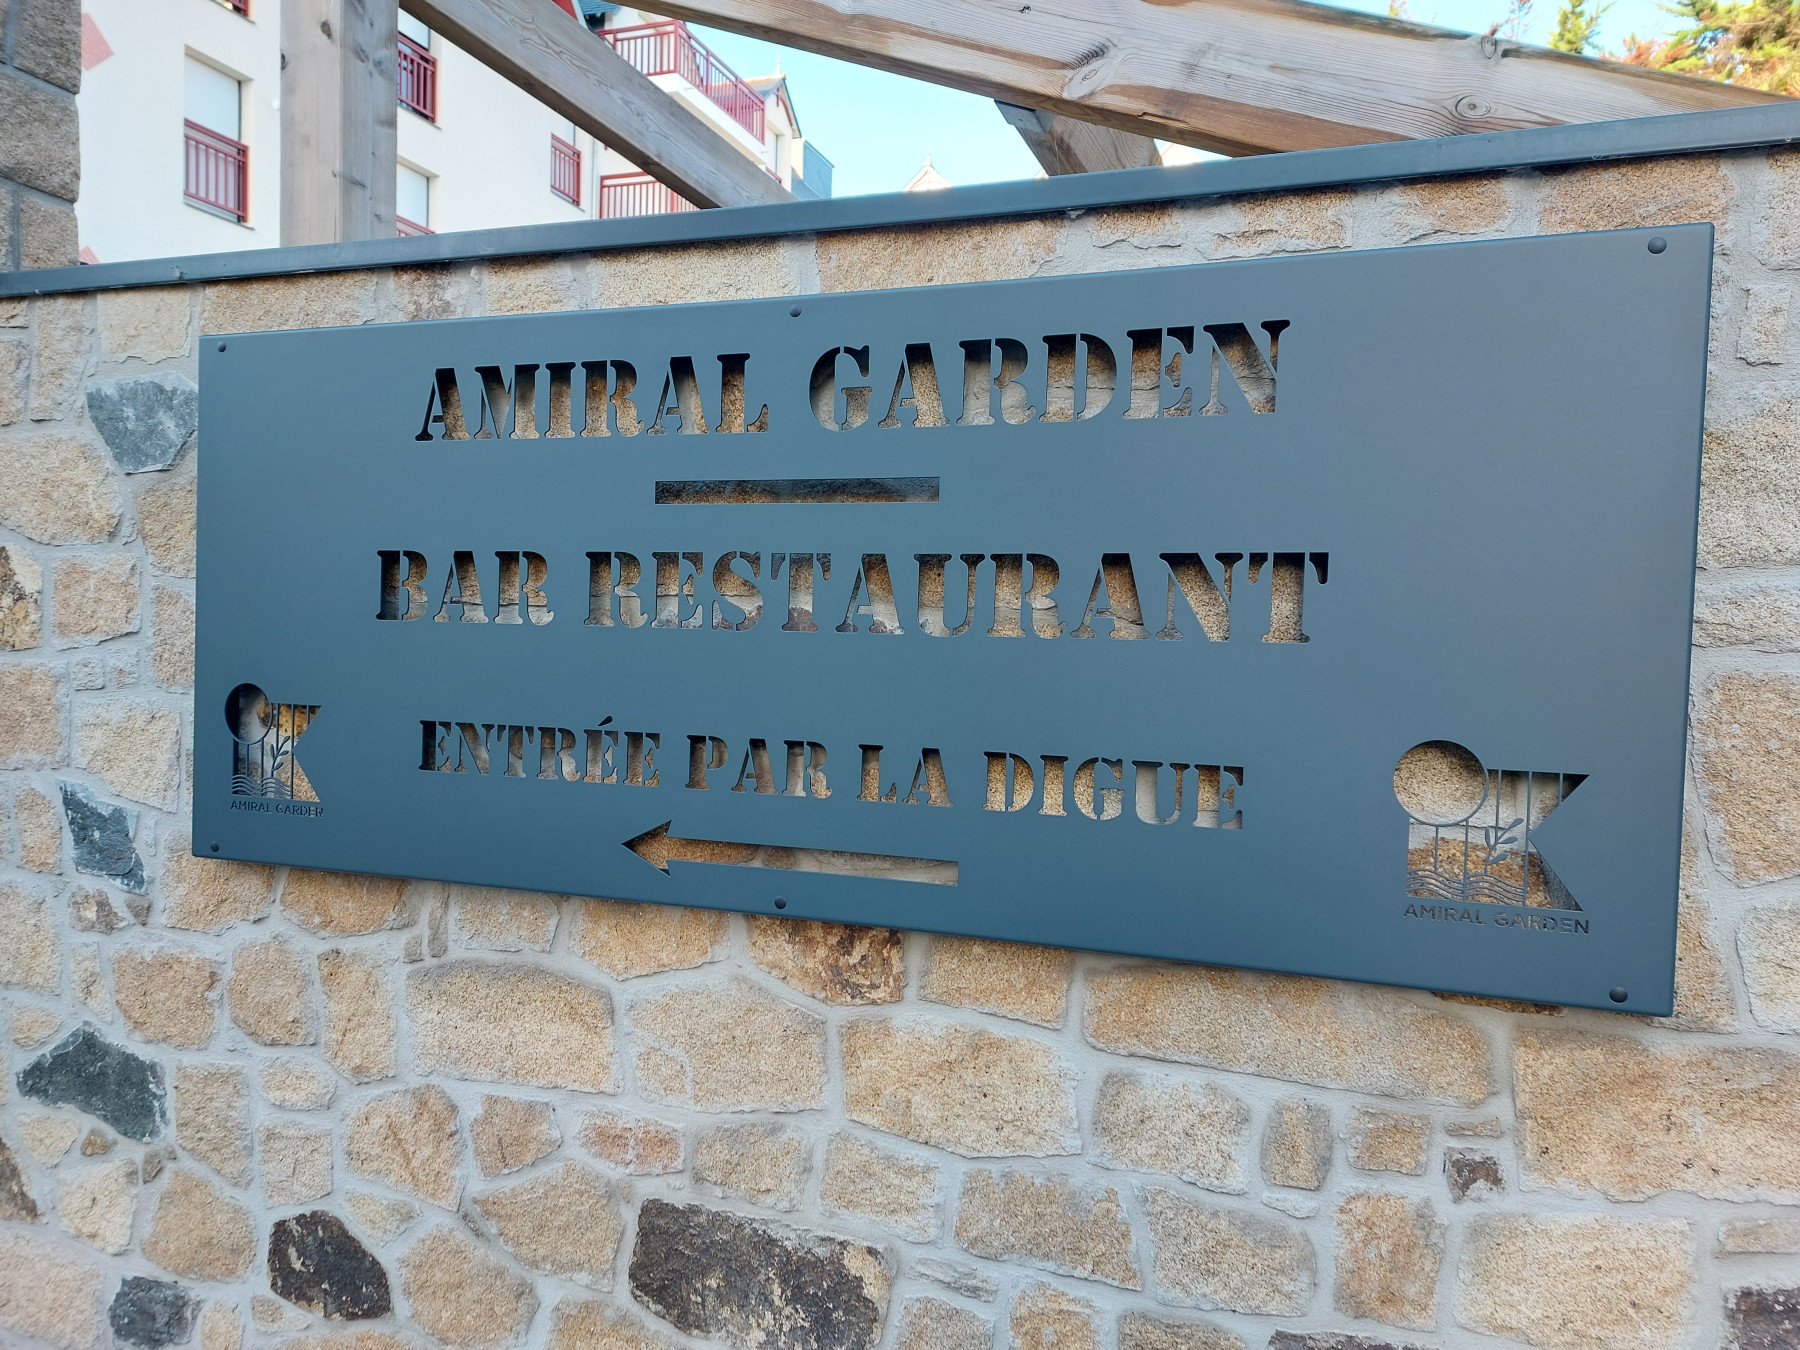 AMIRAL GARDEN
BAR RESTAURANT
ENTRÉE PAR LA DIGUE
AMIRAL GARDEN
AMIRAL GARDEN